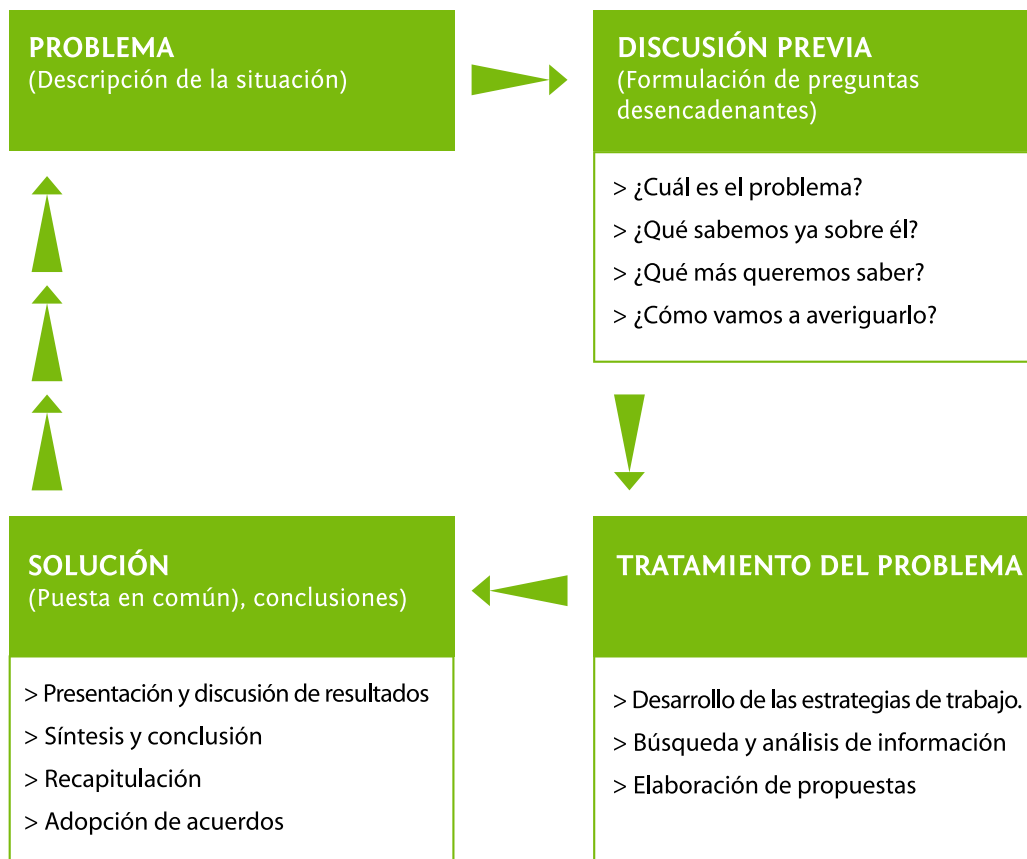 PROBLEMA
(Descripción de la situación)
DISCUSIÓN PREVIA
(Formulación de preguntas
desencadenantes)
> ¿Cuál es el problema?
> ¿Qué sabemos ya sobre él?
> ¿Qué más queremos saber?
> ¿Cómo vamos a averiguarlo?
TRATAMIENTO DEL PROBLEMA
> Desarrollo de las estrategias de trabajo.
> Búsqueda y análisis de información
> Elaboración de propuestas
SOLUCIÓN
(Puesta en común), conclusiones)
> Presentación y discusión de resultados
> Síntesis y conclusión
> Recapitulación
> Adopción de acuerdos